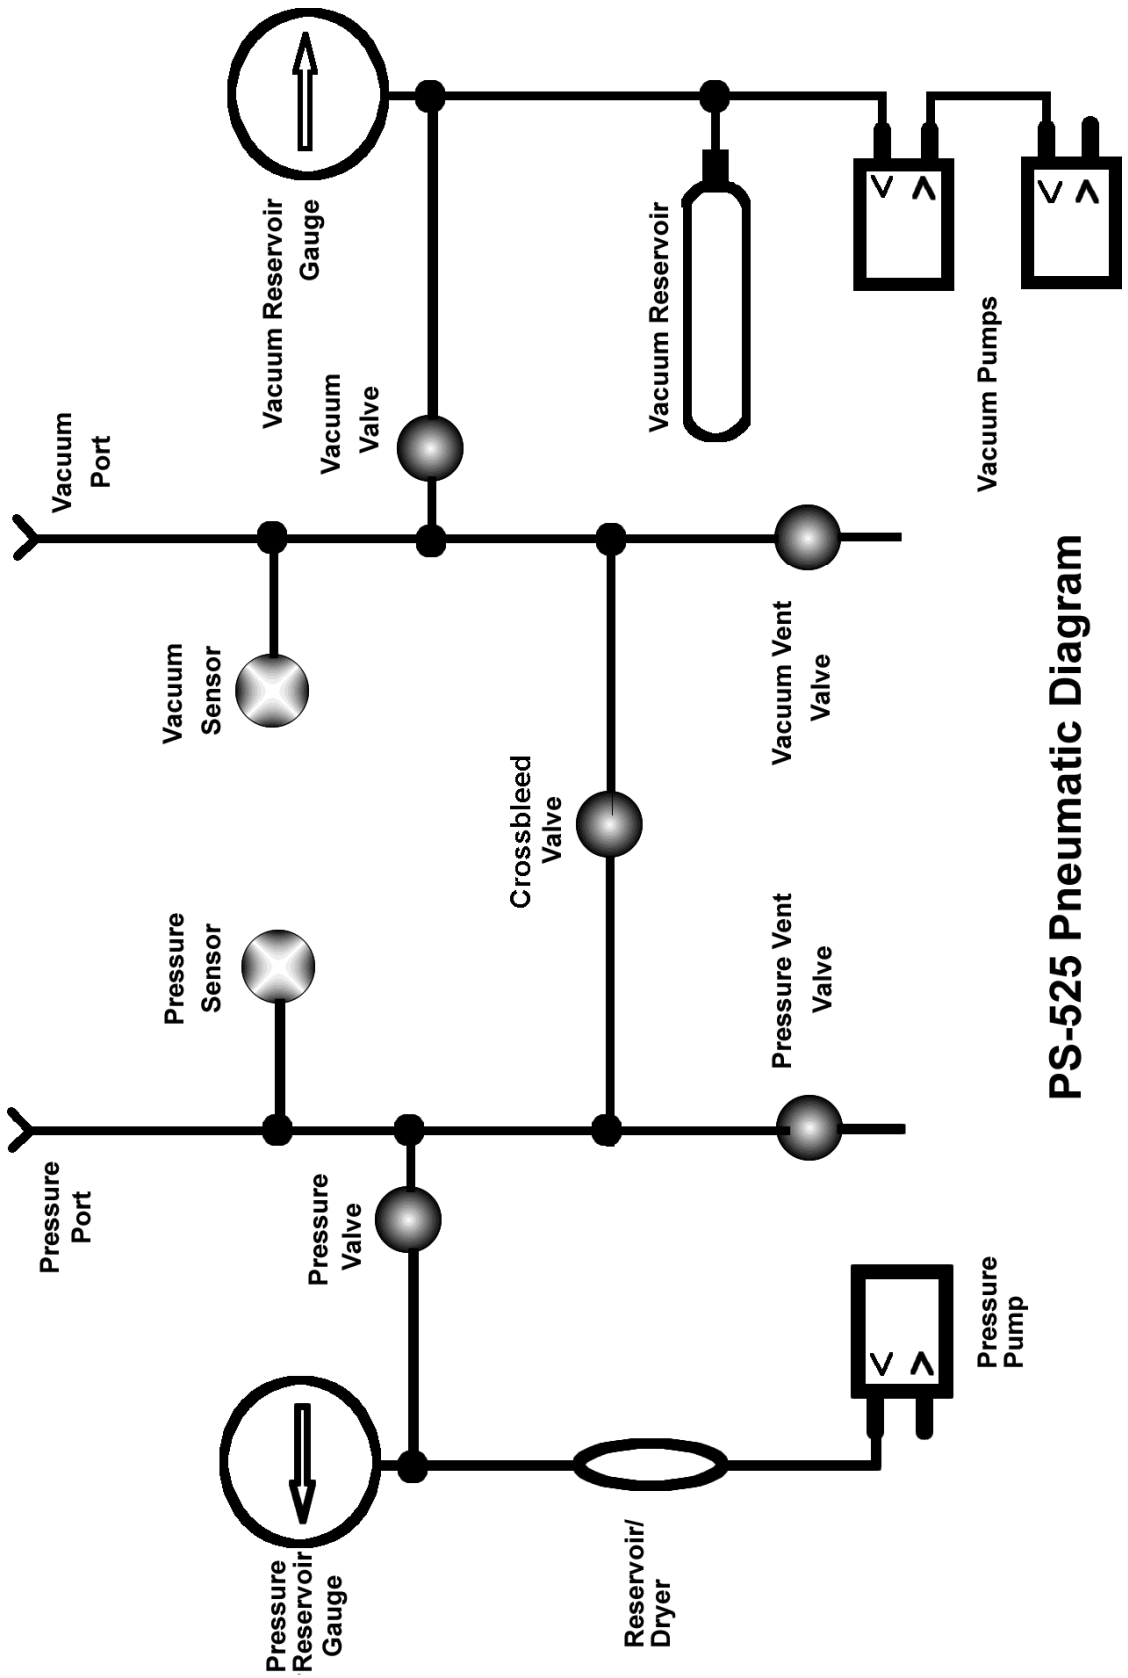 Pressure
Port
Vacuum
Port
Pressure
Sensor
Vacuum
Sensor
Pressure
Reservoir
Gauge
Pressure
Valve
Vacuum
Valve
Vacuum Reservoir
Gauge
Crossbleed
Valve
Reservoir/
Dryer
Vacuum Reservoir
Pressure Vent
Valve
Vacuum Vent
Valve
Pressure
Pump
Vacuum Pumps
PS-525 Pneumatic Diagram